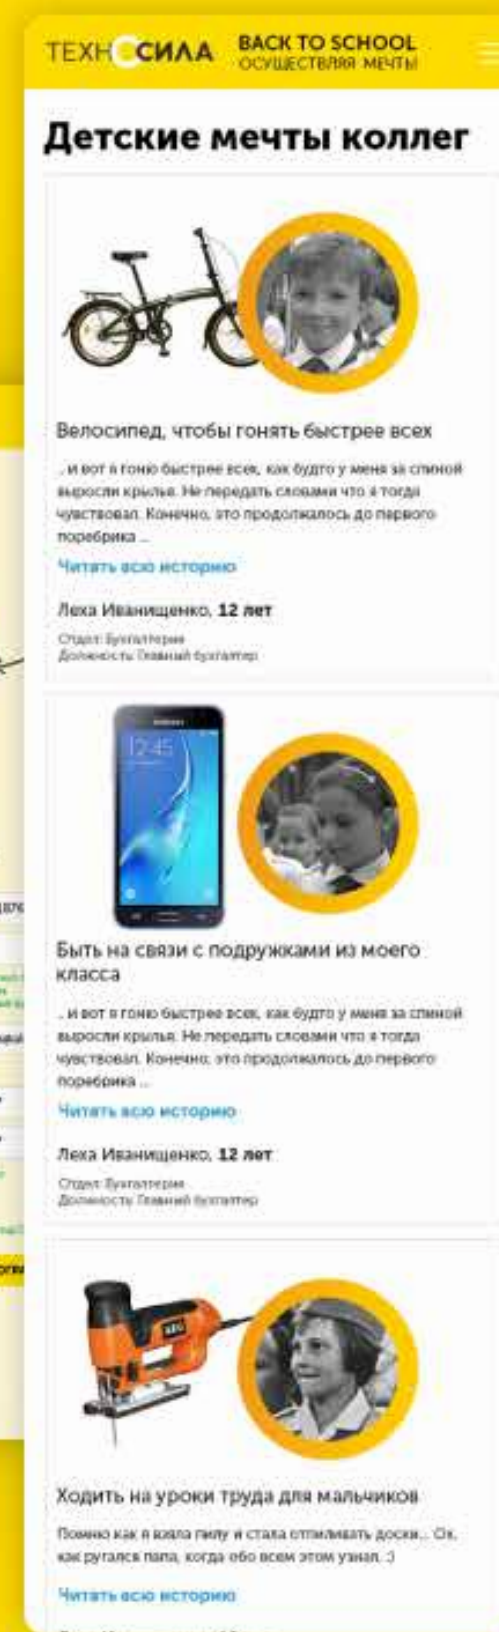 ТЕХНОСИЛА
BACK TO SCHOOL
ОСУЩЕСТВЛЯЯ МЕЧТЫ
Детские мечты коллег
Велосипед, чтобы гонять быстрее всех
... и вот я гоню быстрее всех, как будто у меня за спиной
выросли крылья. Не передать словами что я тогда
чувствовал. Конечно, это продолжалось до первого
поребрика ...
Читать всю историю
Леха Иванищенко, 12 лет
Отдел: Бухгалтерия
Должность: Главный бухгалтер
SAMSUNG
12:45
Быть на связи с подружками из моего
класса
... и вот я гоню быстрее всех, как будто у меня за спиной
выросли крылья. Не передать словами что я тогда
чувствовал. Конечно, это продолжалось до первого
поребрика ...
Читать всю историю
Леха Иванищенко, 12 лет
Отдел: Бухгалтерия
Должность: Главный бухгалтер
AEG
Ходить на уроки труда для мальчиков
Помню как я взяла пилу и стала отпиливать доски... Ох,
как ругался папа, когда обо всем этом узнал. :)
Читать всю историю